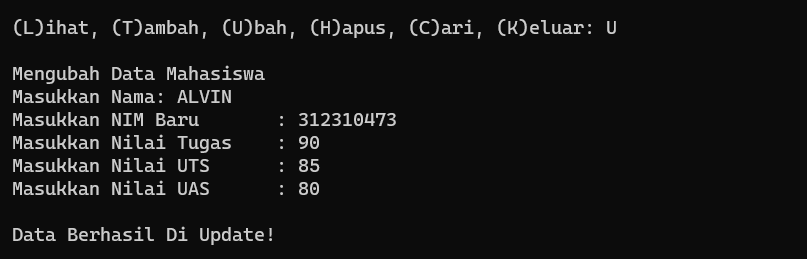 (L)ihat, (T)ambah, (U)bah, (H)apus, (C)ari, (K)eluar: U
Mengubah Data Mahasiswa
Masukkan Nama: ALVIN
Masukkan NIM Baru       : 312310473
Masukkan Nilai Tugas    : 90
Masukkan Nilai UTS      : 85
Masukkan Nilai UAS      : 80
Data Berhasil Di Update!